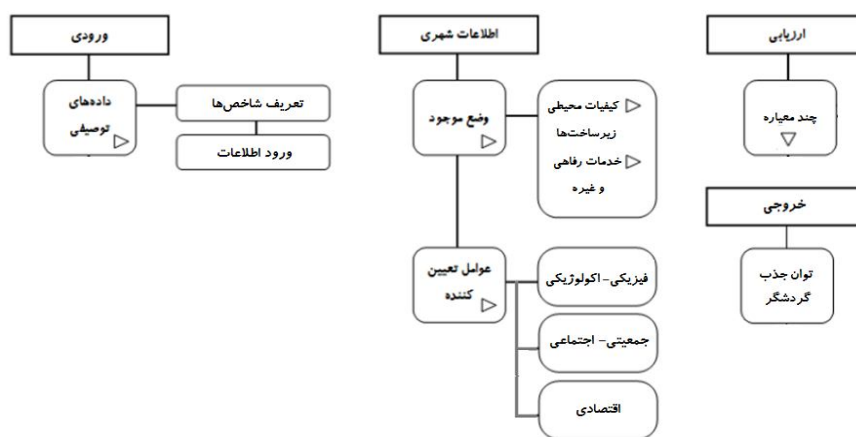 ورودی
داده‌های
توصیفی
تعریف شاخص‌ها
ورود اطلاعات
اطلاعات شهری
وضع موجود
کیفیات محیطی
زیرساخت‌ها
خدمات رفاهی
و غیره
عوامل تعیین
کننده
فیزیکی- اکولوژیکی
جمعیتی- اجتماعی
اقتصادی
ارزیابی
چند معیاره
خروجی
توان جذب
گردشگر